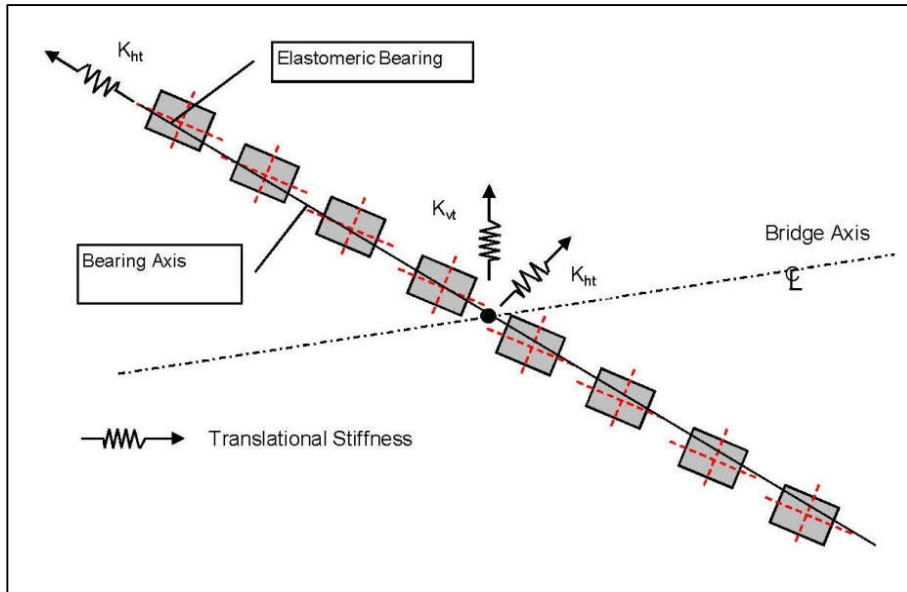 K_ht
Elastomeric Bearing
K_vt
Bridge Axis
℄
K_ht
Bearing Axis
Translational Stiffness